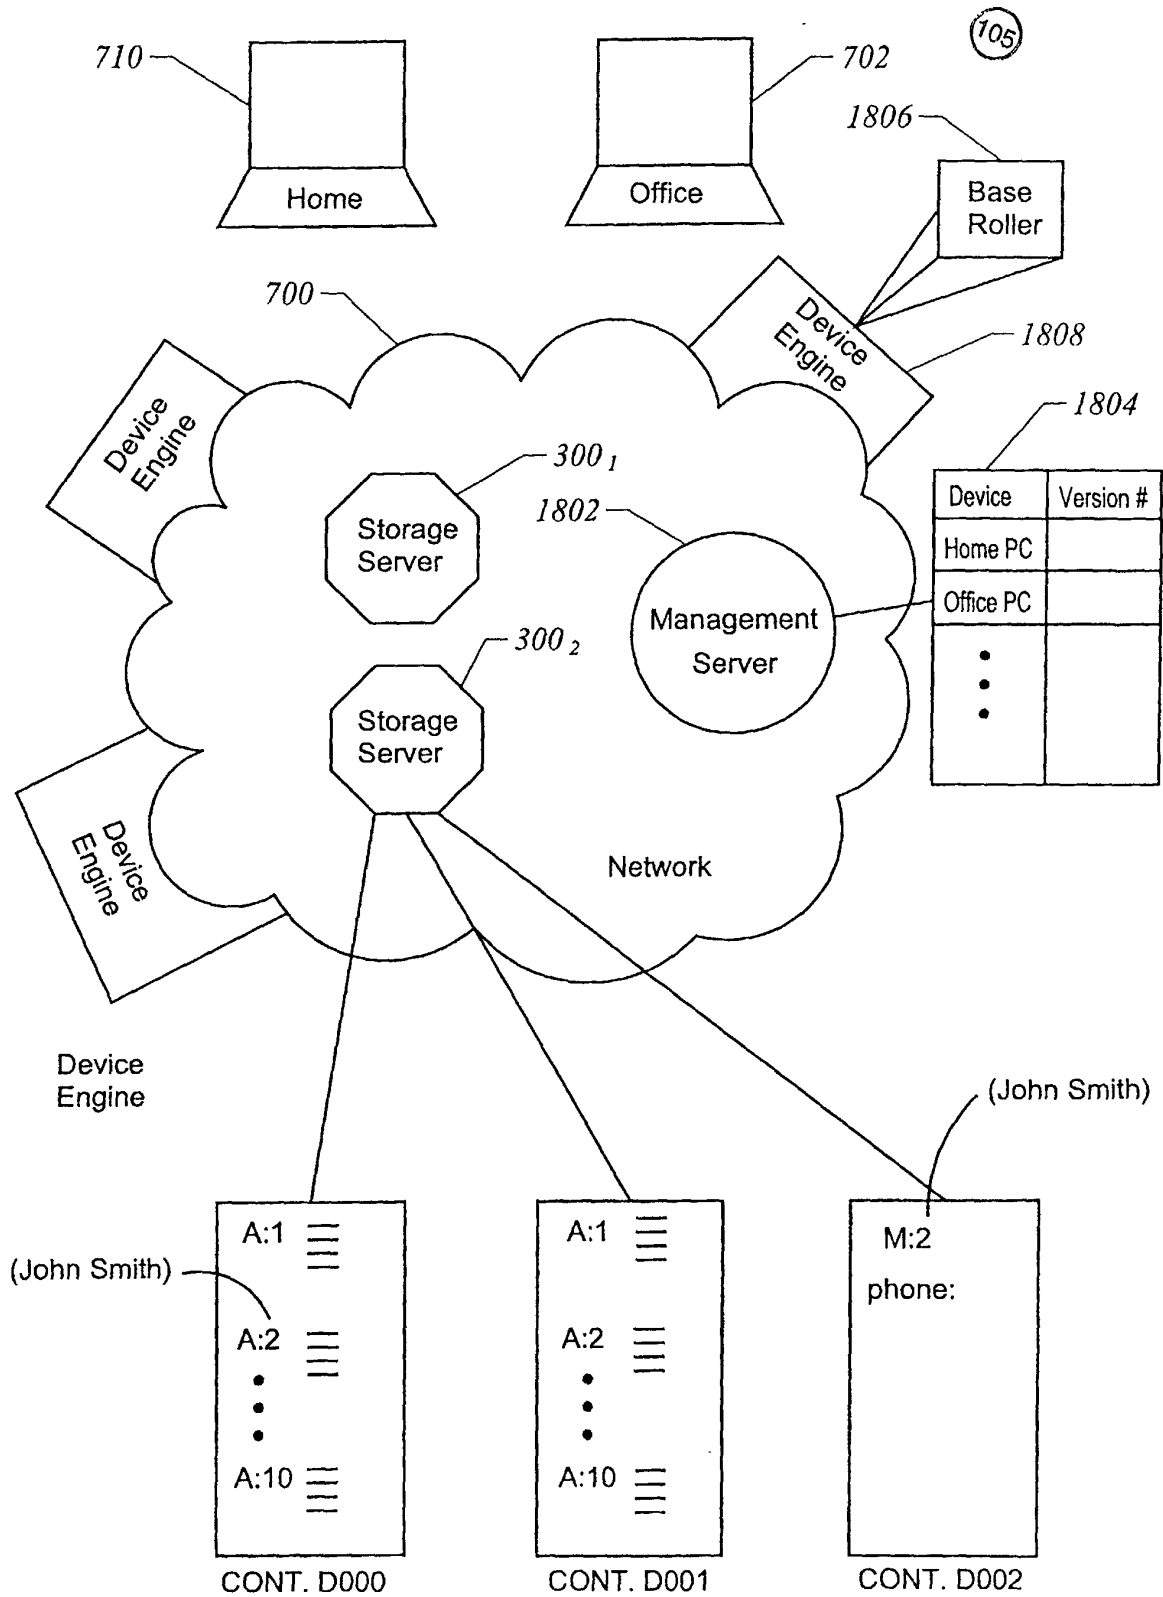 105
710
702
1806
Home
Office
Base
Roller
700
Device
Engine
1808
1804
Device
Engine
300 1
1802
Device
Version #
Storage
Server
Home PC
Office PC
Management
Server
300 2
Storage
Server
Network
Device
Engine
Device
Engine
(John Smith)
A:1
A:1
M:2
(John Smith)
phone:
A:2
A:2
A:10
A:10
CONT. D000
CONT. D001
CONT. D002